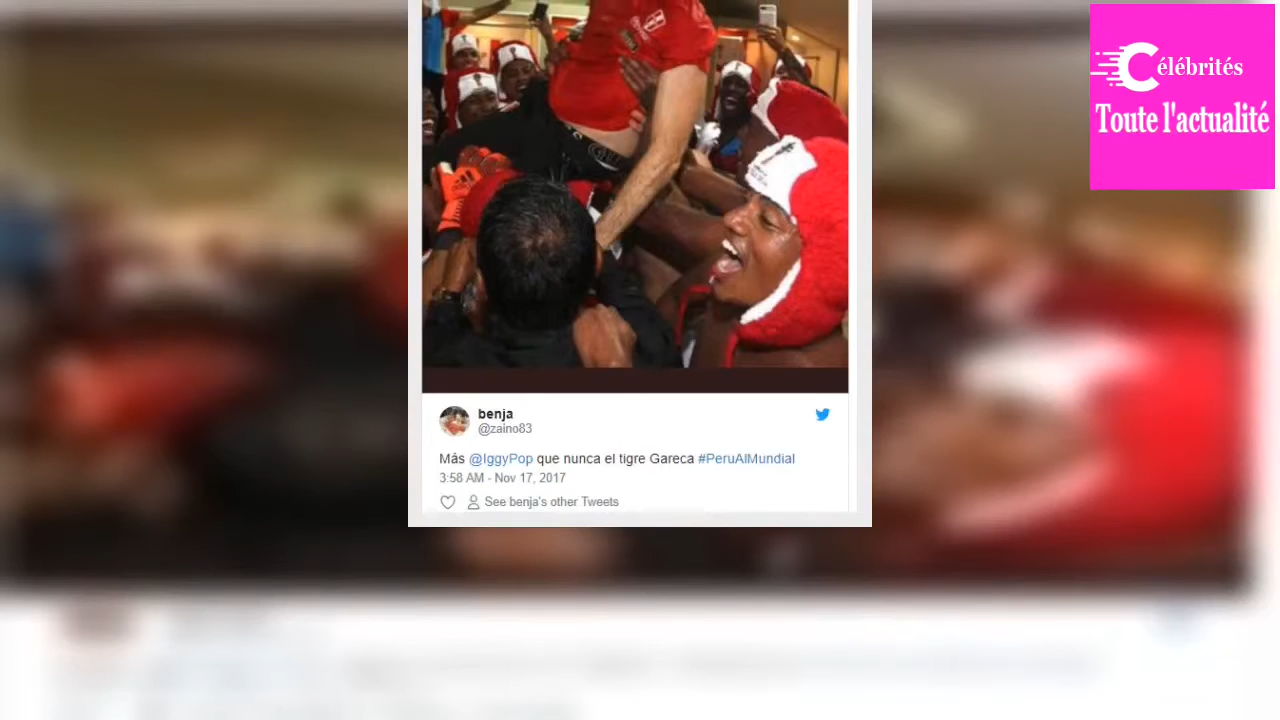 Célébrités
Toute l'actualité
benja
@zaino83
Más @IggyPop que nunca el tigre Gareca #PeruAlMundial
3:58 AM - Nov 17, 2017
See benja's other Tweets